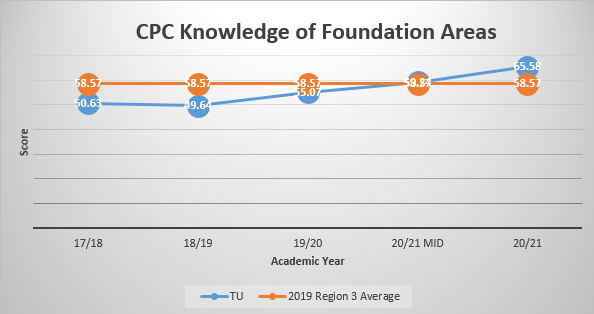 CPC Knowledge of Foundation Areas
58.57 58.57 58.57 58.57
50.63 49.64 55.07 65.58
Score
17/18 18/19 19/20 20/21 MID 20/21
Academic Year
TU 2019 Region 3 Average